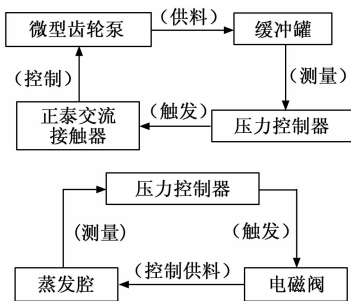 微型齿轮泵
（供料）
缓冲罐
（控制）
（测量）
正泰交流
接触器
（触发）
压力控制器
压力控制器
（测量）
（触发）
蒸发腔
（控制供料）
电磁阀